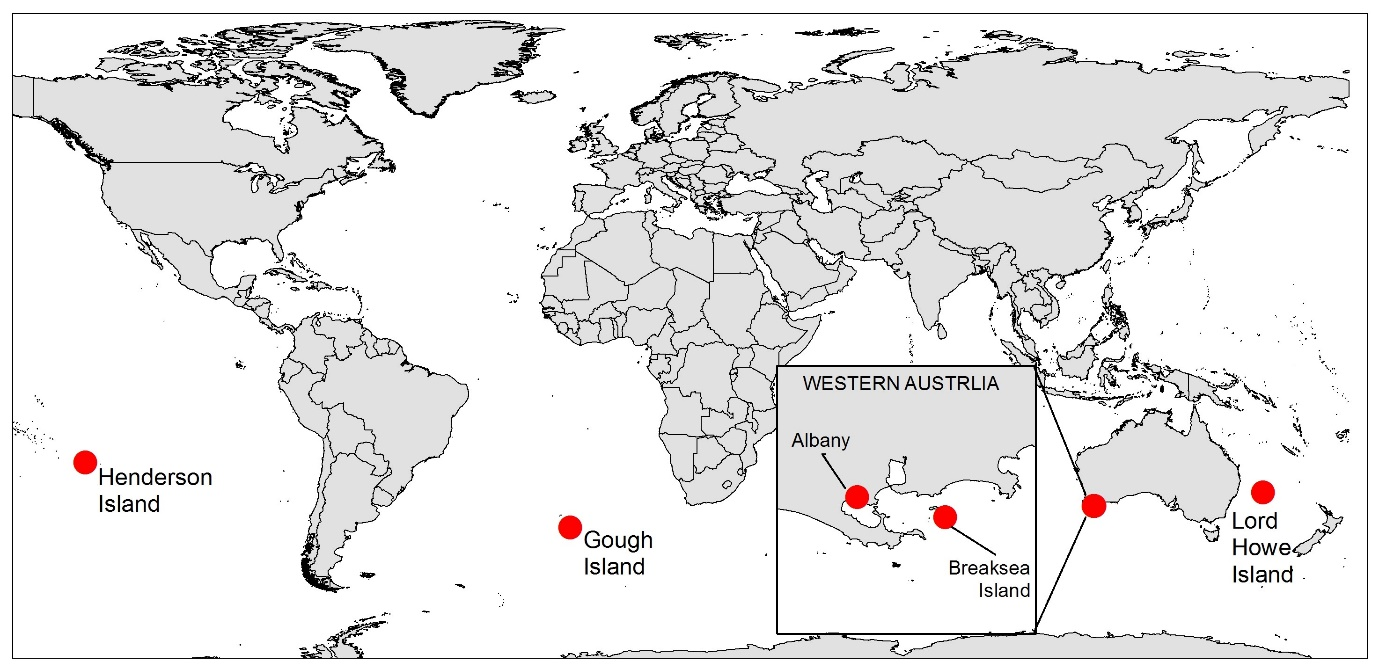 WESTERN AUSTRLIA
Albany
Henderson
Island
Gough
Island
Breaksea
Island
Lord
Howe
Island